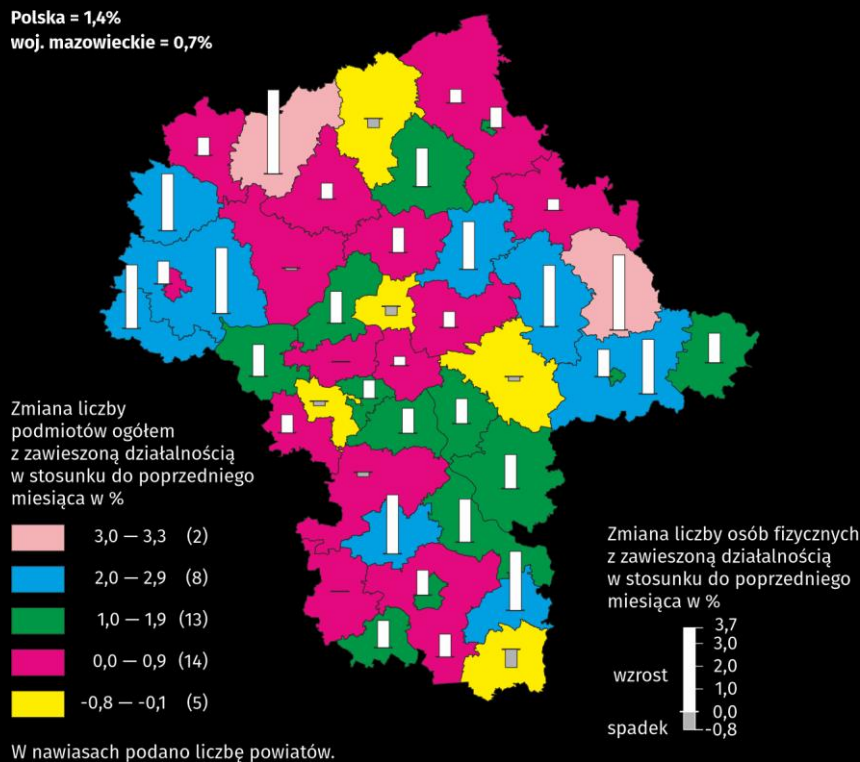 Polska = 1,4%
woj. mazowieckie = 0,7%
Zmiana liczby
podmiotów ogółem
z zawieszoną działalnością
w stosunku do poprzedniego
miesiąca w %
3,0 — 3,3 (2)
2,0 — 2,9 (8)
1,0 — 1,9 (13)
0,0 — 0,9 (14)
-0,8 — -0,1 (5)
W nawiasach podano liczbę powiatów.
Zmiana liczby osób fizycznych
z zawieszoną działalnością
w stosunku do poprzedniego
miesiąca w %
3,7
3,0
2,0
wzrost
1,0
0,0
spadek
-0,8